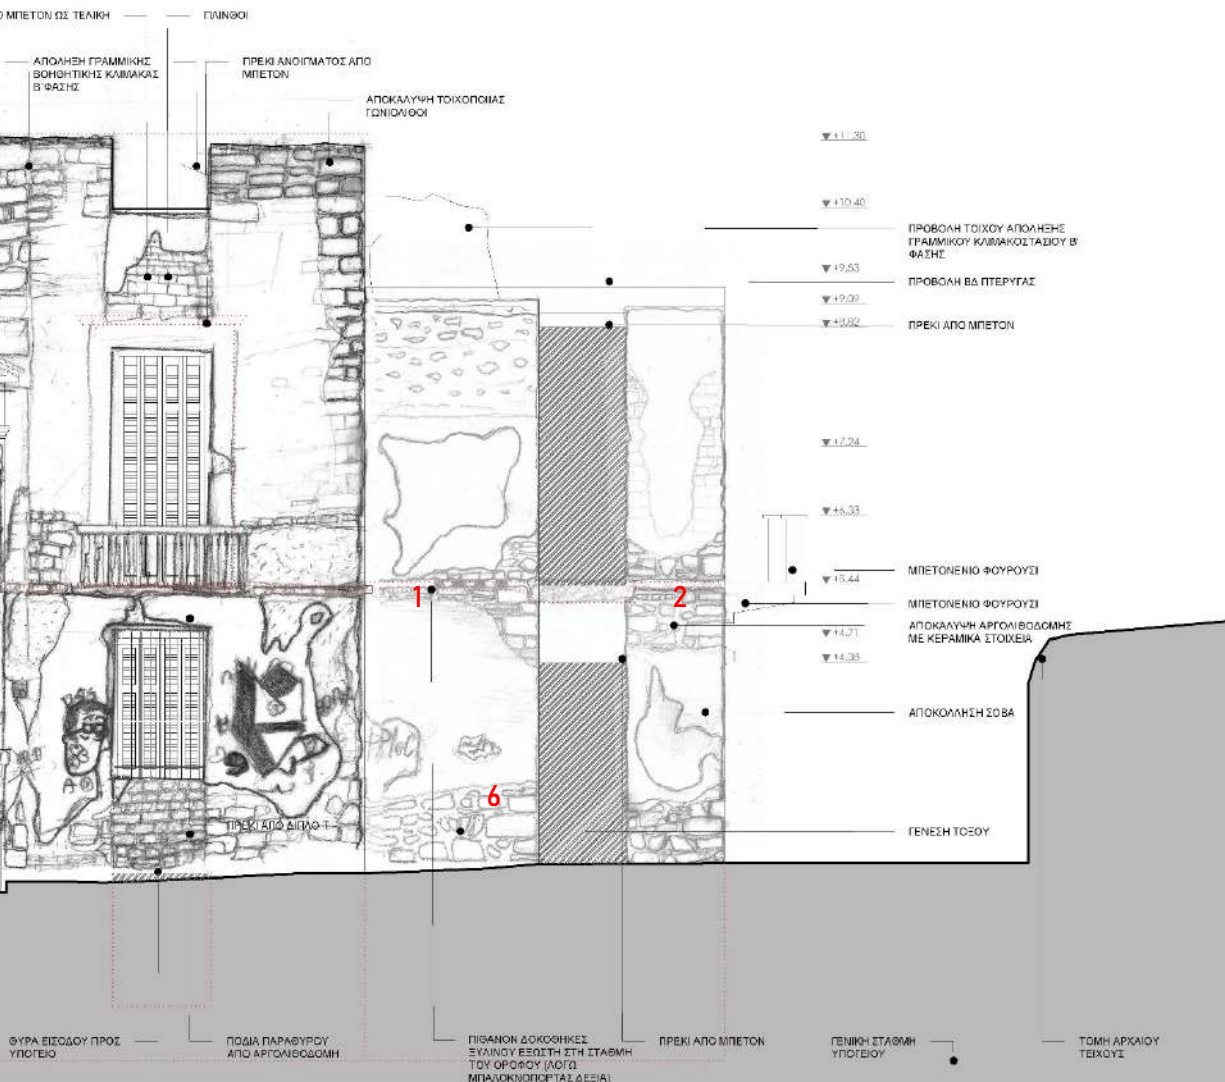 Ο ΜΠΕΤΟΝ ΩΣ ΤΕΛΙΚΗ
ΠΛΙΝΘΟΙ
ΑΠΟΛΗΞΗ ΓΡΑΜΜΙΚΗΣ
ΒΟΗΘΗΤΙΚΗΣ ΚΛΙΜΑΚΑΣ
Β'ΦΑΣΗΣ
ΠΡΕΚΙ ΑΝΟΙΓΜΑΤΟΣ ΑΠΟ
ΜΠΕΤΟΝ
ΑΠΟΚΑΛΥΨΗ ΤΟΙΧΟΠΟΙΙΑΣ
ΓΩΝΙΟΛΙΘΟΙ
+11.30
+10.40
ΠΡΟΒΟΛΗ ΤΟΙΧΟΥ ΑΠΟΛΗΞΗΣ
ΓΡΑΜΜΙΚΟΥ ΚΛΙΜΑΚΟΣΤΑΣΙΟΥ Β'
ΦΑΣΗΣ
+9.53
ΠΡΟΒΟΛΗ ΒΔ ΠΤΕΡΥΓΑΣ
+9.09
+8.82
ΠΡΕΚΙ ΑΠΟ ΜΠΕΤΟΝ
+7.24
+6.33
ΜΠΕΤΟΝΕΝΙΟ ΦΟΥΡΟΥΣΙ
+5.44
1
2
ΜΠΕΤΟΝΕΝΙΟ ΦΟΥΡΟΥΣΙ
ΑΠΟΚΑΛΥΨΗ ΑΡΓΟΛΙΘΟΔΟΜΗΣ
ΜΕ ΚΕΡΑΜΙΚΑ ΣΤΟΙΧΕΙΑ
+4.71
+4.38
ΑΠΟΚΟΛΛΗΣΗ ΣΟΒΑ
6
ΠΡΕΚΙ ΑΠΟ ΔΙΠΛΟ Τ
ΓΕΝΕΣΗ ΤΟΞΟΥ
ΘΥΡΑ ΕΙΣΟΔΟΥ ΠΡΟΣ
ΥΠΟΓΕΙΟ
ΠΟΔΙΑ ΠΑΡΑΘΥΡΟΥ
ΑΠΟ ΑΡΓΟΛΙΘΟΔΟΜΗ
ΠΙΘΑΝΟΝ ΔΟΚΟΘΗΚΕΣ
ΞΥΛΙΝΟΥ ΕΞΩΣΤΗ ΣΤΗ ΣΤΑΘΜΗ
ΤΟΥ ΟΡΟΦΟΥ (ΛΟΓΩ
ΜΠΑΛΟΚΝΟΠΟΡΤΑΣ ΔΕΞΙΑ)
ΠΡΕΚΙ ΑΠΟ ΜΠΕΤΟΝ
ΓΕΝΙΚΗ ΣΤΑΘΜΗ
ΥΠΟΓΕΙΟΥ
ΤΟΜΗ ΑΡΧΑΙΟΥ
ΤΕΙΧΟΥΣ